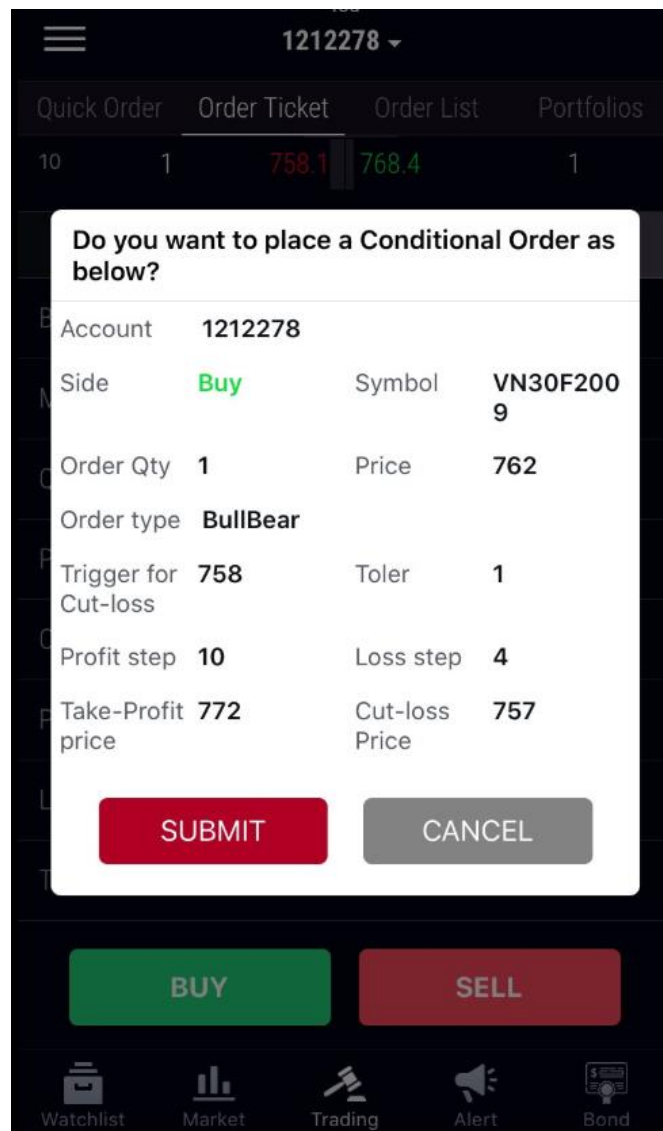 1212278
Quick Order Order Ticket Order List Portfolios
10 1 758.1 768.4 1
Do you want to place a Conditional Order as
below?
Account 1212278
Side Buy Symbol VN30F200
9
Order Qty 1 Price 762
Order type BullBear
Trigger for 758 Toler 1
Cut-loss
Profit step 10 Loss step 4
Take-Profit 772 Cut-loss 757
price Price
SUBMIT CANCEL
BUY SELL
Watchlist Market Trading Alert Bond